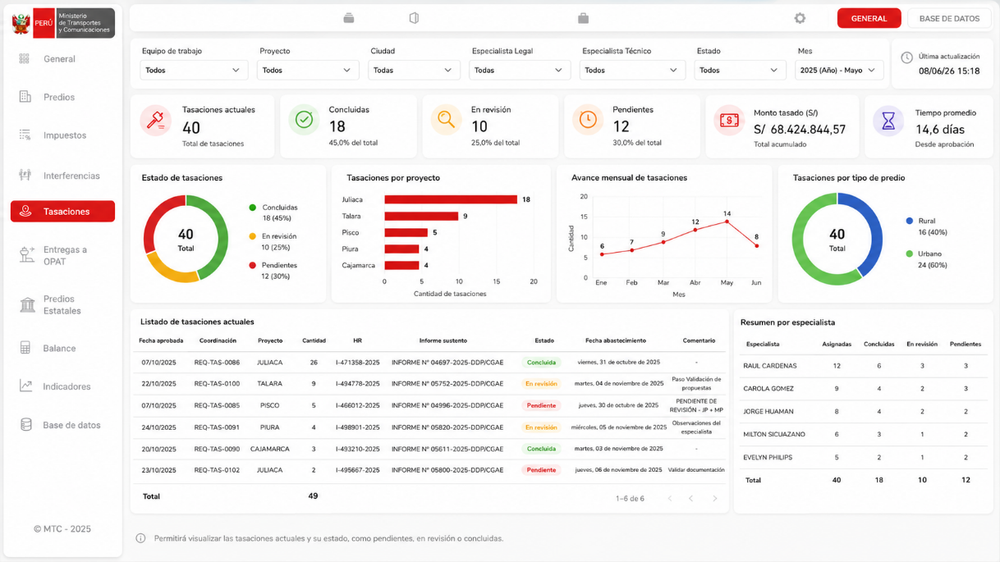 PERÚ
Ministerio
de Transportes
y Comunicaciones
GENERAL
BASE DE DATOS
General
Predios
Impuestos
Interferencias
Tasaciones
Entregas a
OPAT
Predios
Estatales
Balance
Indicadores
Base de datos
© MTC - 2025
Equipo de trabajo
Todos
Proyecto
Todos
Ciudad
Todas
Especialista Legal
Todas
Especialista Técnico
Todos
Estado
Todos
Mes
2025 (Año) - Mayo
Última actualización
08/06/26 15:18
Tasaciones actuales
40
Total de tasaciones
Concluidas
18
45,0% del total
En revisión
10
25,0% del total
Pendientes
12
30,0% del total
Monto tasado (S/)
S/ 68.424.844,57
Total acumulado
Tiempo promedio
14,6 días
Desde aprobación
Estado de tasaciones
40
Total
Concluidas
18 (45%)
En revisión
10 (25%)
Pendientes
12 (30%)
Tasaciones por proyecto
Juliaca 18
Talara 9
Pisco 5
Piura 4
Cajamarca 4
0 5 10 15 20
Cantidad de tasaciones
Avance mensual de tasaciones
Cantidad
20
15
10
5
0
6 7 9 12 14 8
Ene Feb Mar Abr May Jun
Mes
Tasaciones por tipo de predio
40
Total
Rural
16 (40%)
Urbano
24 (60%)
Listado de tasaciones actuales
Fecha aprobada Coordinación Proyecto Cantidad HR Informe sustento Estado Fecha abastecimiento Comentario
07/10/2025 REQ-TAS-0086 JULIACA 26 I-471358-2025 INFORME N° 04697-2025-DDP/CGAE Concluida viernes, 31 de octubre de 2025 -
22/10/2025 REQ-TAS-0100 TALARA 9 I-494778-2025 INFORME N° 05752-2025-DDP/CGAE En revisión martes, 04 de noviembre de 2025 Paso Validación de
propuestas
07/10/2025 REQ-TAS-0085 PISCO 5 I-466012-2025 INFORME N° 04996-2025-DDP/CGAE Pendiente jueves, 30 de octubre de 2025 PENDIENTE DE
REVISIÓN - JP + MP
24/10/2025 REQ-TAS-0091 PIURA 4 I-498901-2025 INFORME N° 05820-2025-DDP/CGAE En revisión miércoles, 05 de noviembre de 2025 Observaciones del
especialista
20/10/2025 REQ-TAS-0090 CAJAMARCA 3 I-493210-2025 INFORME N° 05611-2025-DDP/CGAE Concluida martes, 03 de noviembre de 2025 -
23/10/2025 REQ-TAS-0102 JULIACA 2 I-495667-2025 INFORME N° 05800-2025-DDP/CGAE Pendiente jueves, 06 de noviembre de 2025 Validar documentación
Total 49
1–6 de 6
Resumen por especialista
Especialista Asignadas Concluidas En revisión Pendientes
RAUL CARDENAS 12 6 3 3
CAROLA GOMEZ 9 4 2 3
JORGE HUAMAN 8 4 2 2
MILTON SICUAZANO 6 3 1 2
EVELYN PHILIPS 5 2 1 2
Total 40 18 10 12
Permitirá visualizar las tasaciones actuales y su estado, como pendientes, en revisión o concluidas.